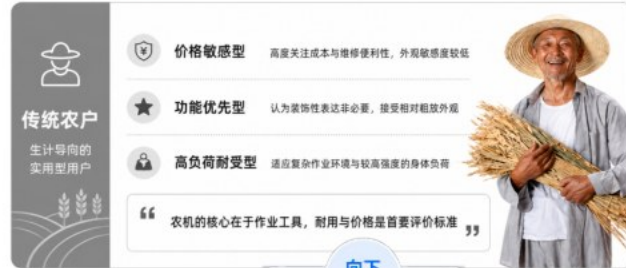 传统农户
生计导向的
实用型用户
价格敏感型
高度关注成本与维修便利性，外观敏感度较低
功能优先型
认为装饰性表达非必要，接受相对粗放外观
高负荷耐受型
适应复杂作业环境与较高强度的身体负荷
“农机的核心在于作业工具，耐用与价格是首要评价标准”
向下